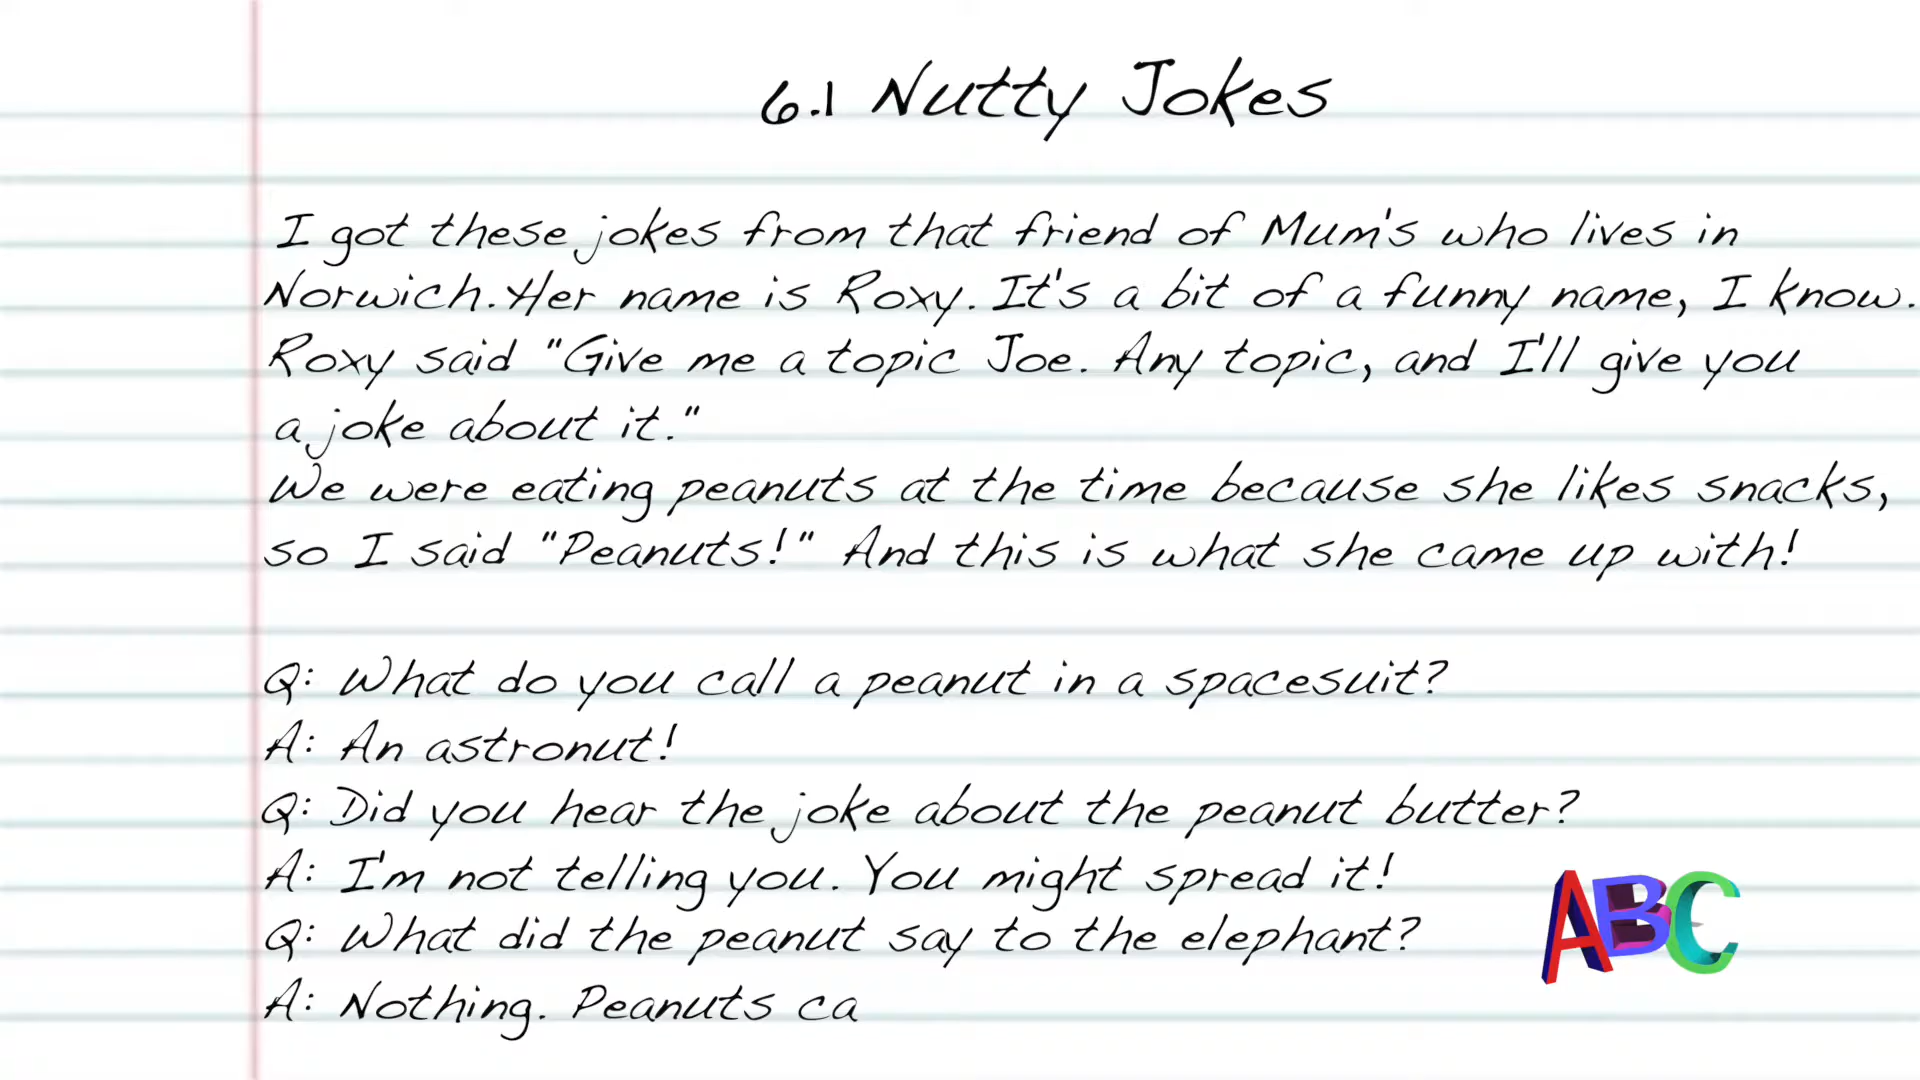 6.1 Nutty Jokes
I got these jokes from that friend of Mum's who lives in
Norwich. Her name is Roxy. It's a bit of a funny name, I know.
Roxy said "Give me a topic Joe. Any topic, and I'll give you
a joke about it."
We were eating peanuts at the time because she likes snacks,
so I said "Peanuts!" And this is what she came up with!
Q: What do you call a peanut in a spacesuit?
A: An astronut!
Q: Did you hear the joke about the peanut butter?
A: I'm not telling you. You might spread it!
Q: What did the peanut say to the elephant?
A: Nothing. Peanuts ca
ABC